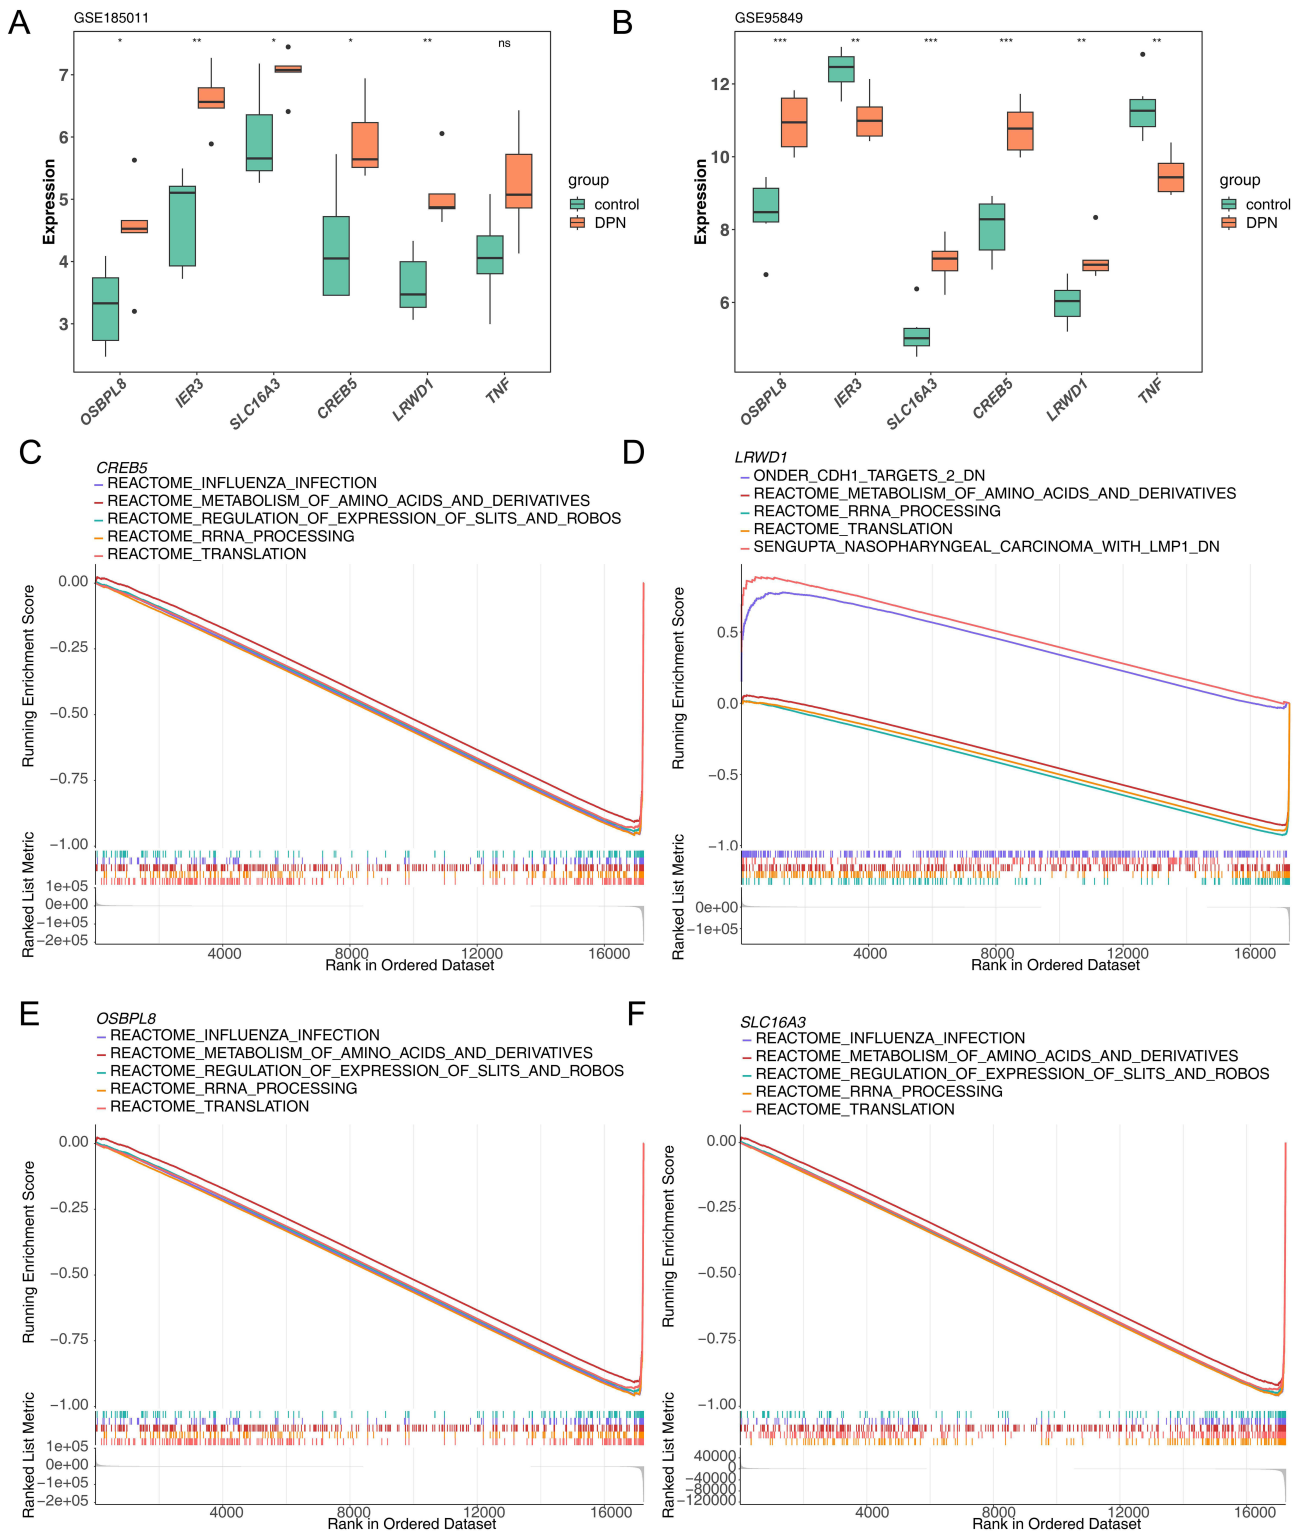 A
GSE185011
* ** * * ** ns
Expression
7
6
5
4
3
OSBPL8
IER3
SLC16A3
CREB5
LRWD1
TNF
group
control
DPN
B
GSE95849
*** ** *** *** ** **
Expression
12
10
8
6
OSBPL8
IER3
SLC16A3
CREB5
LRWD1
TNF
group
control
DPN
C
CREB5
REACTOME_INFLUENZA_INFECTION
REACTOME_METABOLISM_OF_AMINO_ACIDS_AND_DERIVATIVES
REACTOME_REGULATION_OF_EXPRESSION_OF_SLITS_AND_ROBOS
REACTOME_RRNA_PROCESSING
REACTOME_TRANSLATION
Running Enrichment Score
0.00
−0.25
−0.50
−0.75
−1.00
Ranked List Metric
1e+05
0e+00
−1e+05
−2e+05
4000 8000 12000 16000
Rank in Ordered Dataset
D
LRWD1
ONDER_CDH1_TARGETS_2_DN
REACTOME_METABOLISM_OF_AMINO_ACIDS_AND_DERIVATIVES
REACTOME_RRNA_PROCESSING
REACTOME_TRANSLATION
SENGUPTA_NASOPHARYNGEAL_CARCINOMA_WITH_LMP1_DN
Running Enrichment Score
0.5
0.0
−0.5
−1.0
Ranked List Metric
0e+00
−1e+05
4000 8000 12000 16000
Rank in Ordered Dataset
E
OSBPL8
REACTOME_INFLUENZA_INFECTION
REACTOME_METABOLISM_OF_AMINO_ACIDS_AND_DERIVATIVES
REACTOME_REGULATION_OF_EXPRESSION_OF_SLITS_AND_ROBOS
REACTOME_RRNA_PROCESSING
REACTOME_TRANSLATION
Running Enrichment Score
0.00
−0.25
−0.50
−0.75
−1.00
Ranked List Metric
1e+05
0e+00
−1e+05
−2e+05
4000 8000 12000 16000
Rank in Ordered Dataset
F
SLC16A3
REACTOME_INFLUENZA_INFECTION
REACTOME_METABOLISM_OF_AMINO_ACIDS_AND_DERIVATIVES
REACTOME_REGULATION_OF_EXPRESSION_OF_SLITS_AND_ROBOS
REACTOME_RRNA_PROCESSING
REACTOME_TRANSLATION
Running Enrichment Score
0.00
−0.25
−0.50
−0.75
−1.00
Ranked List Metric
40000
0
−40000
−80000
−120000
4000 8000 12000 16000
Rank in Ordered Dataset